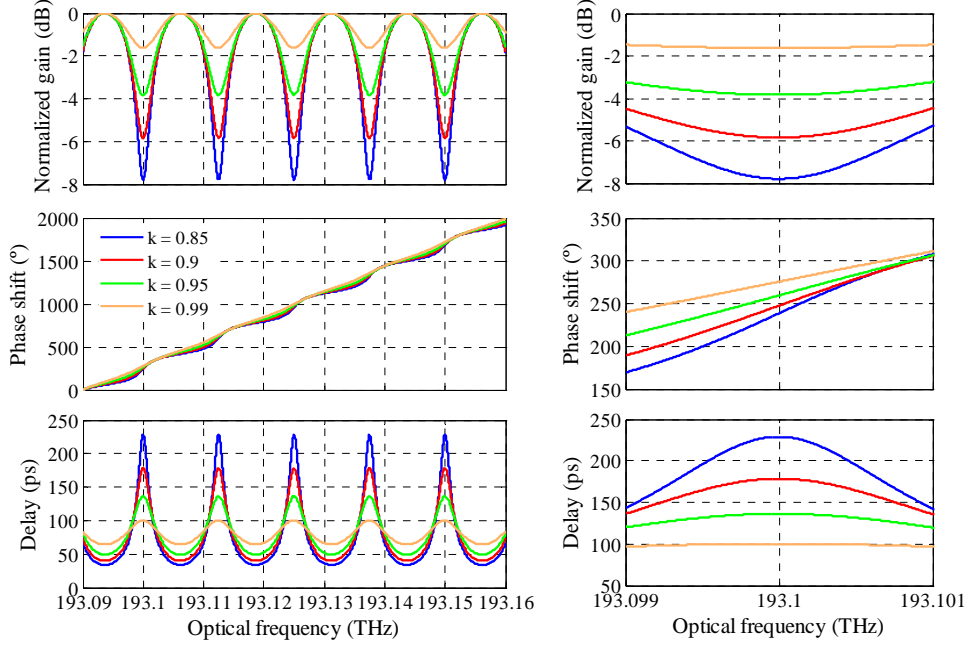 Normalized gain (dB)
0
-2
-4
-6
-8
Normalized gain (dB)
0
-2
-4
-6
-8
Phase shift (º)
2000
1500
1000
500
0
k = 0.85
k = 0.9
k = 0.95
k = 0.99
Phase shift (º)
350
300
250
200
150
Delay (ps)
250
200
150
100
50
0
193.09 193.1 193.11 193.12 193.13 193.14 193.15 193.16
Optical frequency (THz)
Delay (ps)
250
200
150
100
50
193.099 193.1 193.101
Optical frequency (THz)